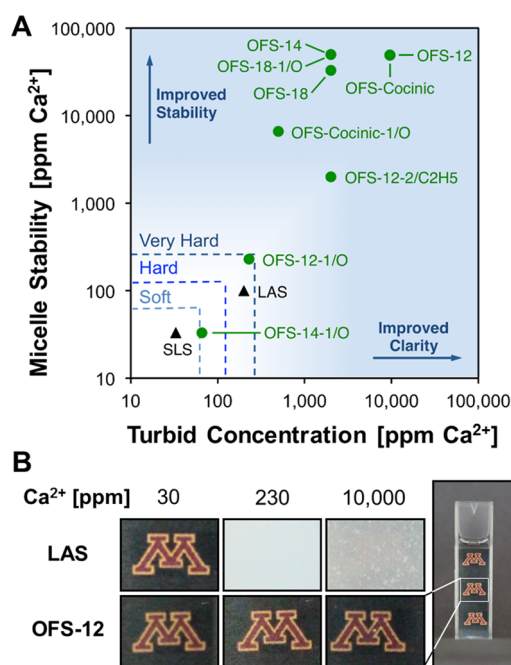 A
Micelle Stability [ppm Ca²⁺]
100,000
10,000
1,000
100
10
Improved
Stability
OFS-14
OFS-18-1/O
OFS-18
OFS-12
OFS-Cocinic
OFS-Cocinic-1/O
OFS-12-2/C2H5
Very Hard
OFS-12-1/O
Hard
LAS
Soft
OFS-14-1/O
SLS
Improved
Clarity
10 100 1,000 10,000 100,000
Turbid Concentration [ppm Ca²⁺]
B
Ca²⁺ [ppm] 30 230 10,000
LAS
M
OFS-12
M M M
M
M
M